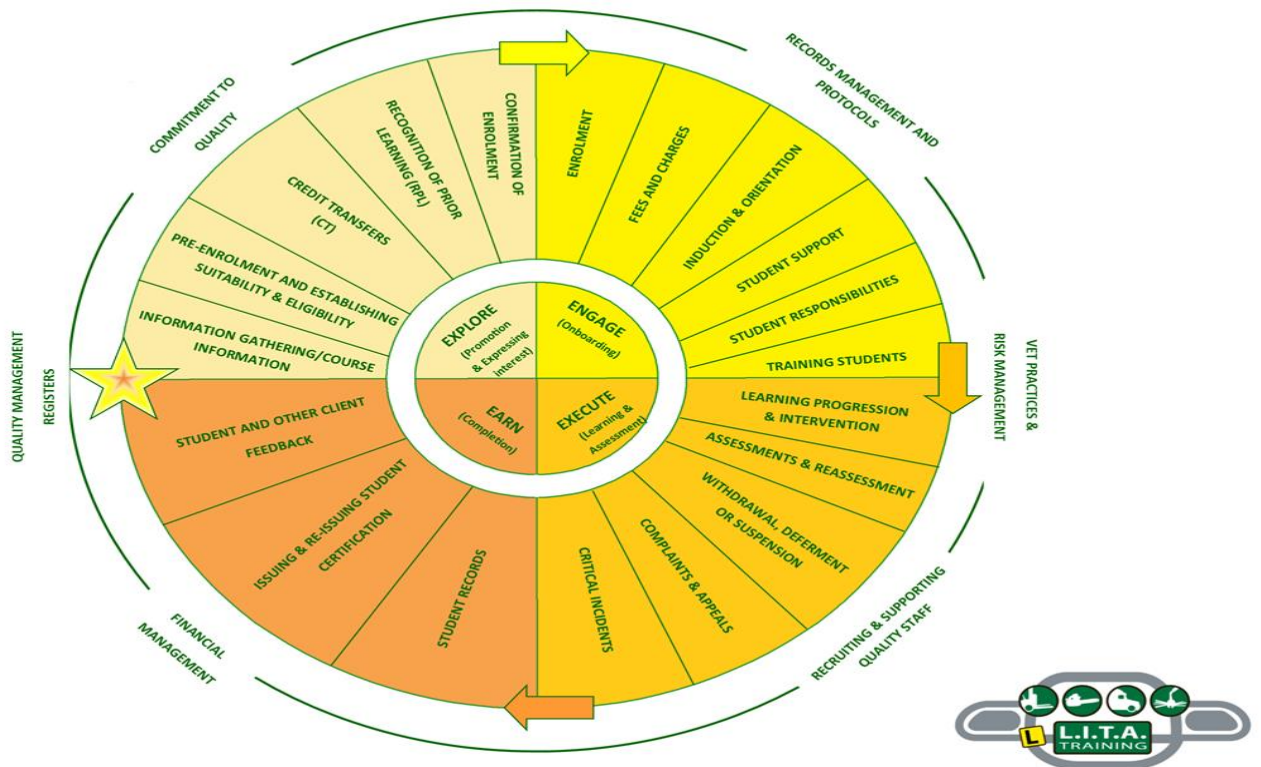 COMMITMENT TO
QUALITY
RECORDS MANAGEMENT AND
PROTOCOLS
VET PRACTICES &
RISK MANAGEMENT
RECRUITING & SUPPORTING
QUALITY STAFF
FINANCIAL
MANAGEMENT
QUALITY MANAGEMENT
REGISTERS
INFORMATION GATHERING/COURSE
INFORMATION
PRE-ENROLMENT AND ESTABLISHING
SUITABILITY & ELIGIBILITY
CREDIT TRANSFERS
(CT)
RECOGNITION OF PRIOR
LEARNING (RPL)
CONFIRMATION OF
ENROLMENT
ENROLMENT
FEES AND CHARGES
INDUCTION & ORIENTATION
STUDENT SUPPORT
STUDENT RESPONSIBILITIES
TRAINING STUDENTS
LEARNING PROGRESSION
& INTERVENTION
ASSESSMENTS & REASSESSMENT
WITHDRAWAL, DEFERMENT
OR SUSPENSION
COMPLAINTS & APPEALS
CRITICAL INCIDENTS
STUDENT RECORDS
ISSUING & RE-ISSUING STUDENT
CERTIFICATION
STUDENT AND OTHER CLIENT
FEEDBACK
EXPLORE
(Promotion
& Expressing
interest)
ENGAGE
(Onboarding)
EXECUTE
(Learning &
Assessment)
EARN
(Completion)
L
L.I.T.A.
TRAINING